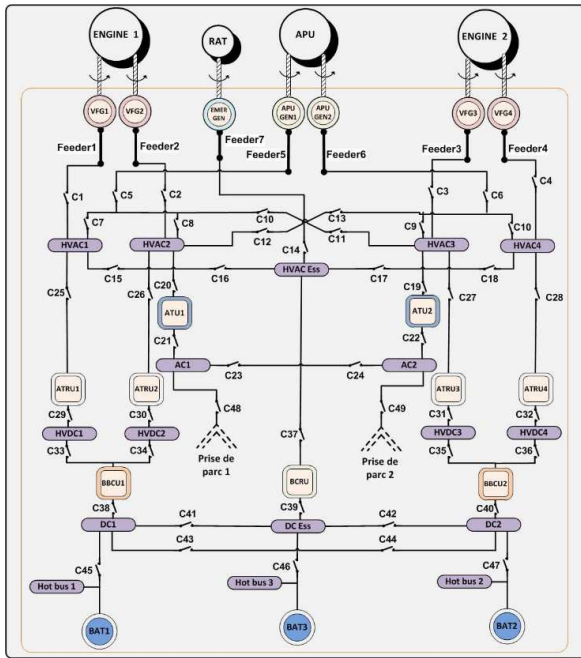 ENGINE 1
RAT
APU
ENGINE 2
VFG1
VFG2
EMER
GEN
APU
GEN1
APU
GEN2
VFG3
VFG4
Feeder1
Feeder2
Feeder7
Feeder5
Feeder6
Feeder3
Feeder4
C1
C5
C2
C3
C6
C4
C7
C8
C10
C12
C13
C11
C9
C10
C14
HVAC1
HVAC2
HVAC Ess
HVAC3
HVAC4
C15
C16
C17
C18
C25
C26
C20
C19
C27
C28
ATU1
ATU2
C21
C22
AC1
AC2
C23
C24
ATRU1
ATRU2
ATRU3
ATRU4
C48
C49
C29
C30
C31
C32
HVDC1
HVDC2
HVDC3
HVDC4
C37
C33
C34
C35
C36
Prise de
parc 1
Prise de
parc 2
BBCU1
BCRU
BBCU2
C38
C39
C40
DC1
C41
DC Ess
C42
DC2
C43
C44
C45
C46
C47
Hot bus 1
Hot bus 3
Hot bus 2
BAT1
BAT3
BAT2